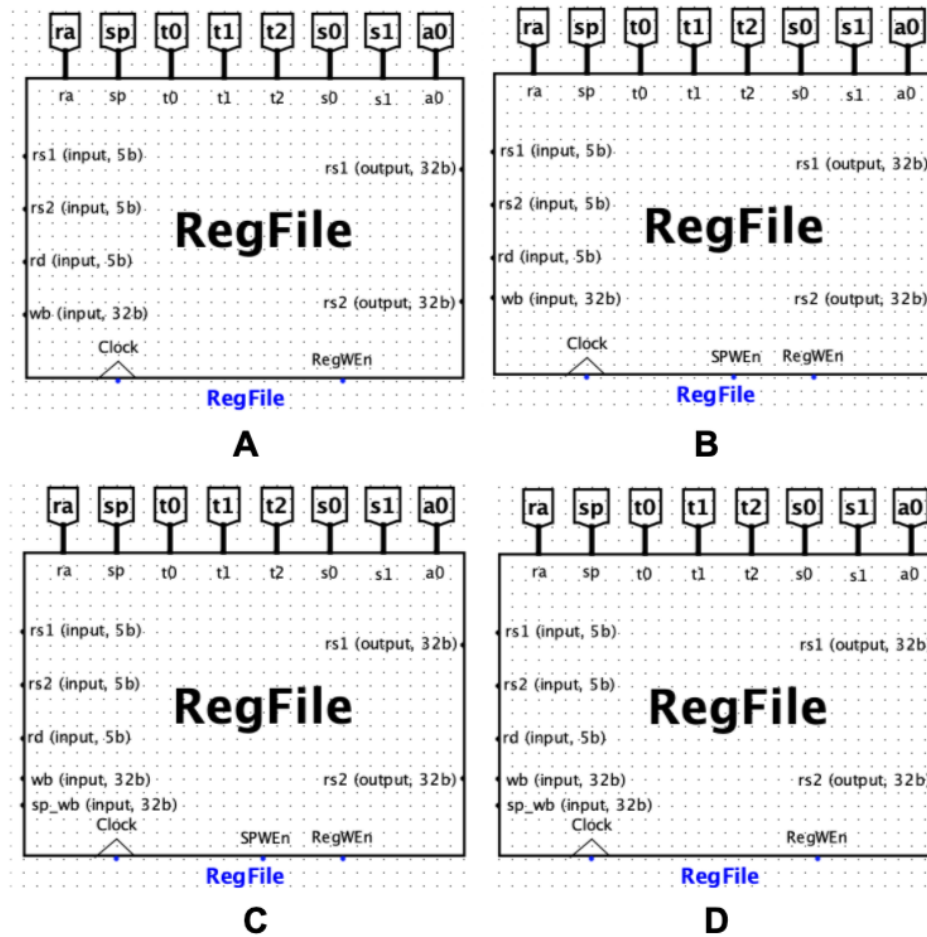 ra sp t0 t1 t2 s0 s1 a0
ra sp t0 t1 t2 s0 s1 a0
rs1 (input, 5b)
rs1 (output, 32b)
rs2 (input, 5b)
RegFile
rd (input, 5b)
rs2 (output, 32b)
wb (input, 32b)
Clock
RegWEn
RegFile
A
ra sp t0 t1 t2 s0 s1 a0
ra sp t0 t1 t2 s0 s1 a0
rs1 (input, 5b)
rs1 (output, 32b)
rs2 (input, 5b)
RegFile
rd (input, 5b)
wb (input, 32b)
rs2 (output, 32b)
Clock
SPWEn RegWEn
RegFile
B
ra sp t0 t1 t2 s0 s1 a0
ra sp t0 t1 t2 s0 s1 a0
rs1 (input, 5b)
rs1 (output, 32b)
rs2 (input, 5b)
RegFile
rd (input, 5b)
wb (input, 32b)
rs2 (output, 32b)
sp_wb (input, 32b)
Clock
SPWEn RegWEn
RegFile
C
ra sp t0 t1 t2 s0 s1 a0
ra sp t0 t1 t2 s0 s1 a0
rs1 (input, 5b)
rs1 (output, 32b
rs2 (input, 5b)
RegFile
rd (input, 5b)
wb (input, 32b)
rs2 (output, 32b
sp_wb (input, 32b)
Clock
RegWEn
RegFile
D